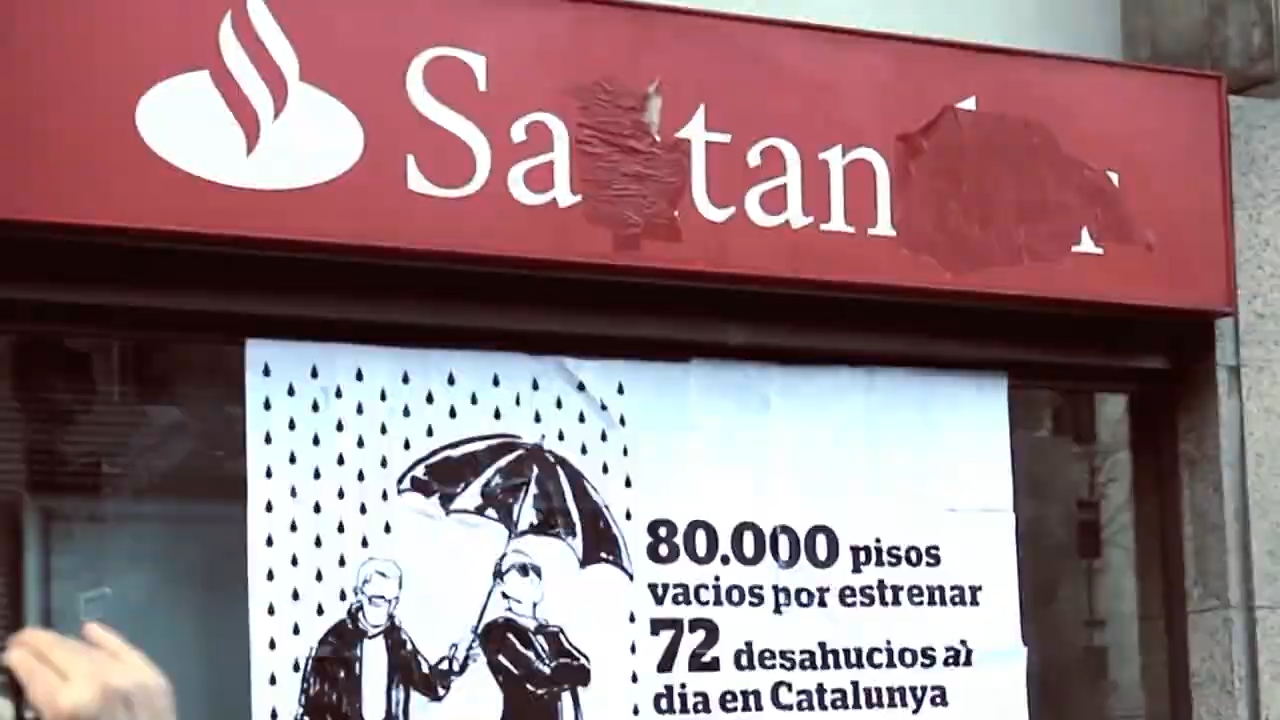 Sa tan
80.000 pisos
vacios por estrenar
72 desahucios al
dia en Catalunya